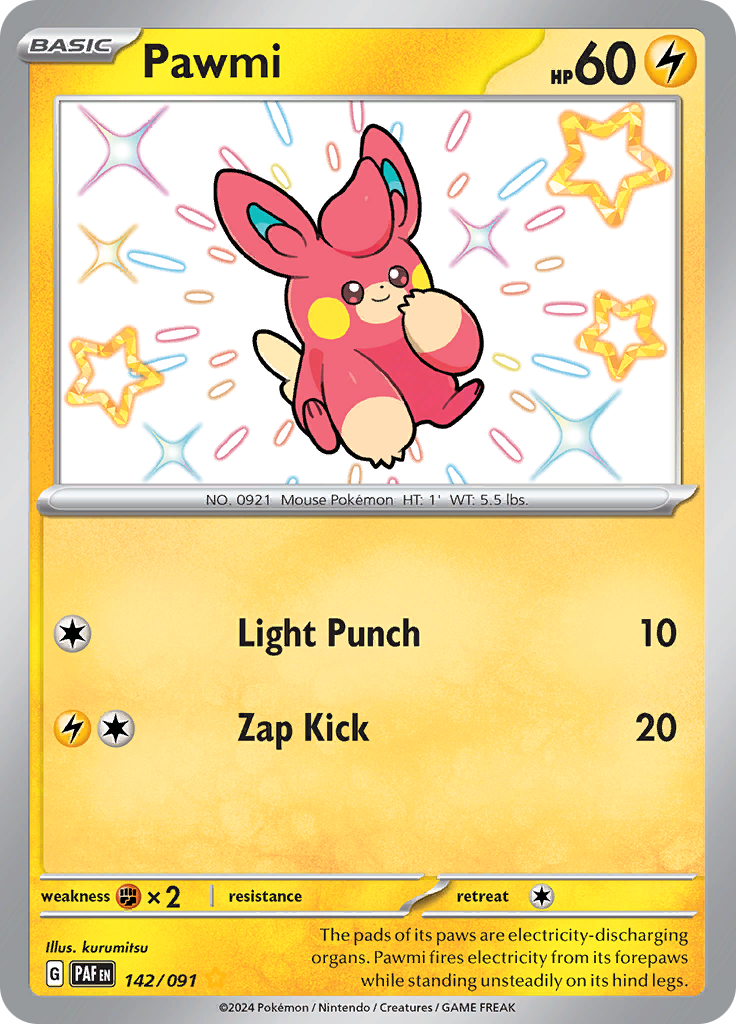 BASIC
Pawmi
HP60
NO. 0921 Mouse Pokémon HT: 1' WT: 5.5 lbs.
Light Punch 10
Zap Kick 20
weakness ×2 resistance retreat
Illus. kurumitsu
The pads of its paws are electricity-discharging
organs. Pawmi fires electricity from its forepaws
while standing unsteadily on its hind legs.
G PAF EN 142/091
©2024 Pokémon / Nintendo / Creatures / GAME FREAK